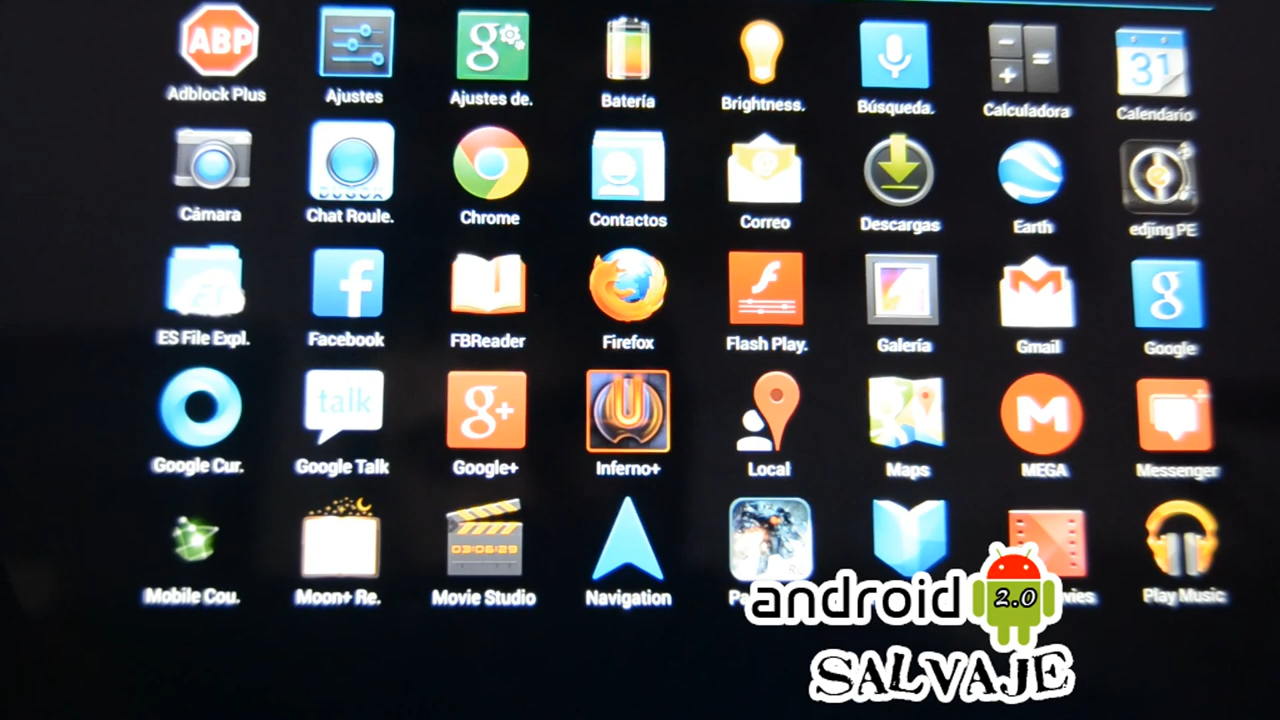 ABP
31
Adblock Plus
Ajustes
Ajustes de.
Batería
Brightness.
Búsqueda.
Calculadora
Calendario
Cámara
Chat Roule.
Chrome
Contactos
Correo
Descargas
Earth
edjing PE
ES File Expl.
Facebook
FBReader
Firefox
Flash Play.
Galería
Gmail
Google
talk
Google Cur.
Google Talk
Google+
Inferno+
Local
Maps
MEGA
Messenger
03:06:29
Mobile Cou.
Moon+ Re.
Movie Studio
Navigation
Play Music
android 2.0
SALVAJE